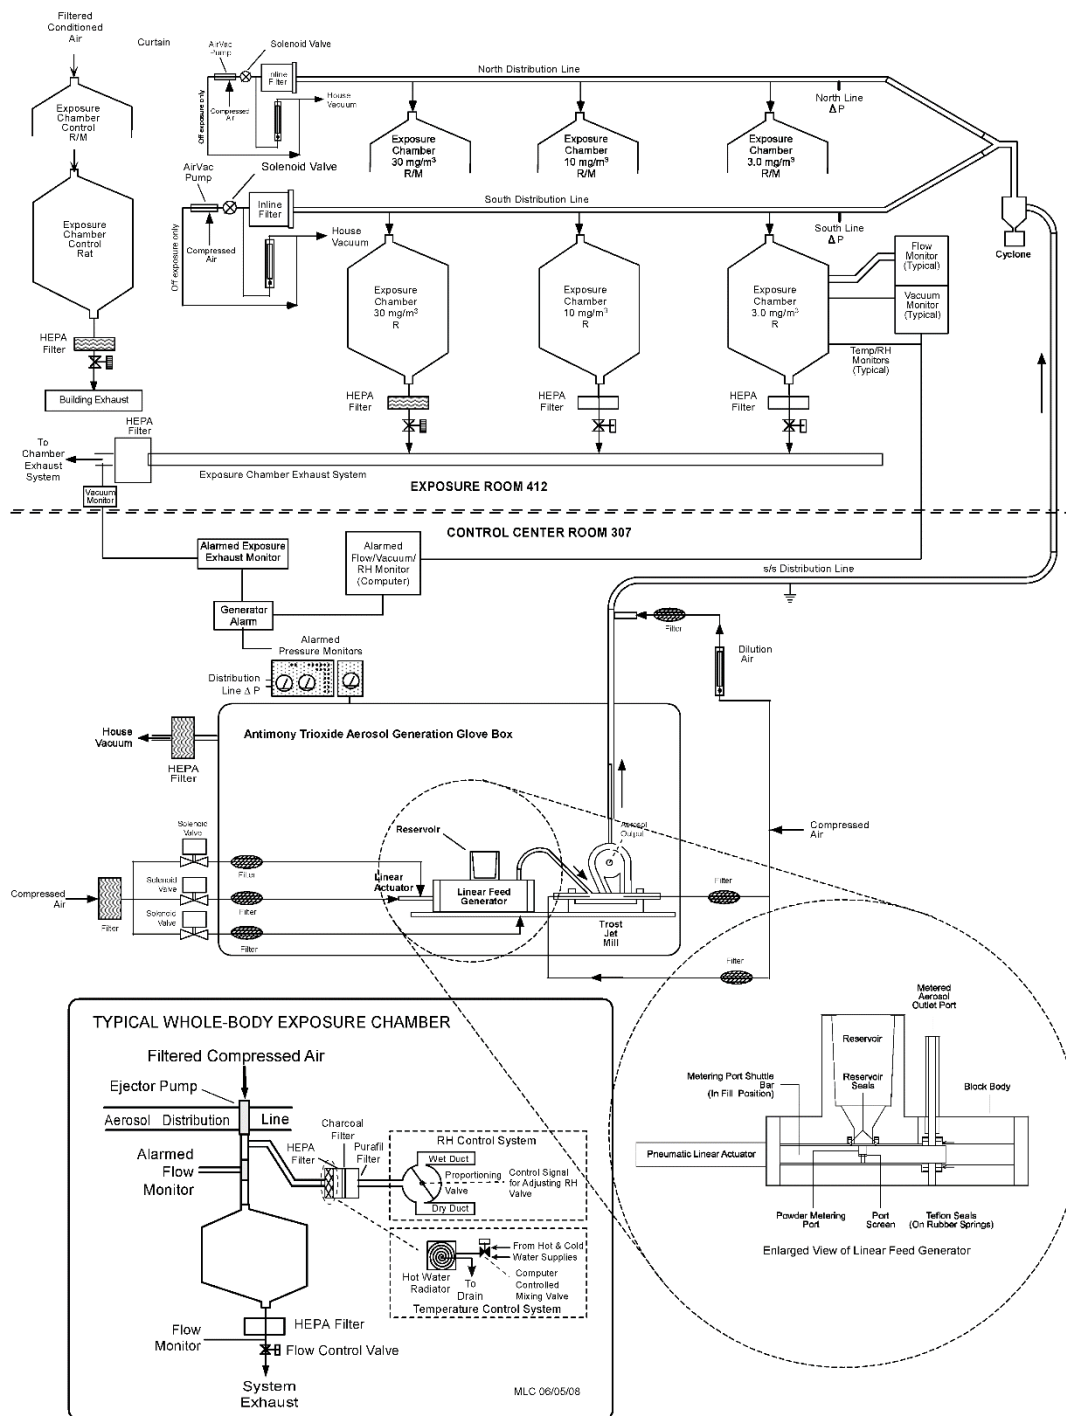 Filtered
Conditioned
Air
Curtain
AirVac
Pump
Solenoid Valve
Inline
Filter
Compressed
Air
Off exposure only
House
Vacuum
North Distribution Line
North Line
Δ P
Exposure
Chamber
Control
R/M
Exposure
Chamber
30 mg/m³
R/M
Exposure
Chamber
10 mg/m³
R/M
Exposure
Chamber
3.0 mg/m³
R/M
AirVac
Pump
Solenoid Valve
Inline
Filter
Compressed
Air
Off exposure only
House
Vacuum
South Distribution Line
South Line
Δ P
Cyclone
Exposure
Chamber
Control
Rat
Exposure
Chamber
30 mg/m³
R
Exposure
Chamber
10 mg/m³
R
Exposure
Chamber
3.0 mg/m³
R
Flow
Monitor
(Typical)
Vacuum
Monitor
(Typical)
Temp/RH
Monitors
(Typical)
HEPA
Filter
HEPA
Filter
HEPA
Filter
HEPA
Filter
Building Exhaust
HEPA
Filter
To
Chamber
Exhaust
System
Exposure Chamber Exhaust System
Vacuum
Monitor
EXPOSURE ROOM 412
CONTROL CENTER ROOM 307
Alarmed Exposure
Exhaust Monitor
Alarmed
Flow/Vacuum/
RH Monitor
(Computer)
Generator
Alarm
s/s Distribution Line
Filter
Dilution
Air
Alarmed
Pressure Monitors
Distribution
Line Δ P
House
Vacuum
HEPA
Filter
Antimony Trioxide Aerosol Generation Glove Box
Reservoir
Aerosol
Output
Compressed
Air
Solenoid
Valve
Filter
Linear
Actuator
Linear Feed
Generator
Compressed
Air
Filter
Solenoid
Valve
Filter
Solenoid
Valve
Filter
Trost
Jet
Mill
Filter
Filter
TYPICAL WHOLE-BODY EXPOSURE CHAMBER
Filtered Compressed Air
Ejector Pump
Aerosol Distribution Line
Alarmed
Flow
Monitor
HEPA
Filter
Charcoal
Filter
Purafil
Filter
RH Control System
Wet Duct
Proportioning
Valve
Dry Duct
Control Signal
for Adjusting RH
Valve
Hot Water
Radiator
To
Drain
From Hot & Cold
Water Supplies
Computer
Controlled
Mixing Valve
Temperature Control System
HEPA Filter
Flow
Monitor
Flow Control Valve
System
Exhaust
MLC 06/05/08
Metered
Aerosol
Outlet Port
Reservoir
Reservoir
Seals
Metering Port Shuttle
Bar
(In Fill Position)
Block Body
Pneumatic Linear Actuator
Powder Metering
Port
Port
Screen
Teflon Seals
(On Rubber Springs)
Enlarged View of Linear Feed Generator